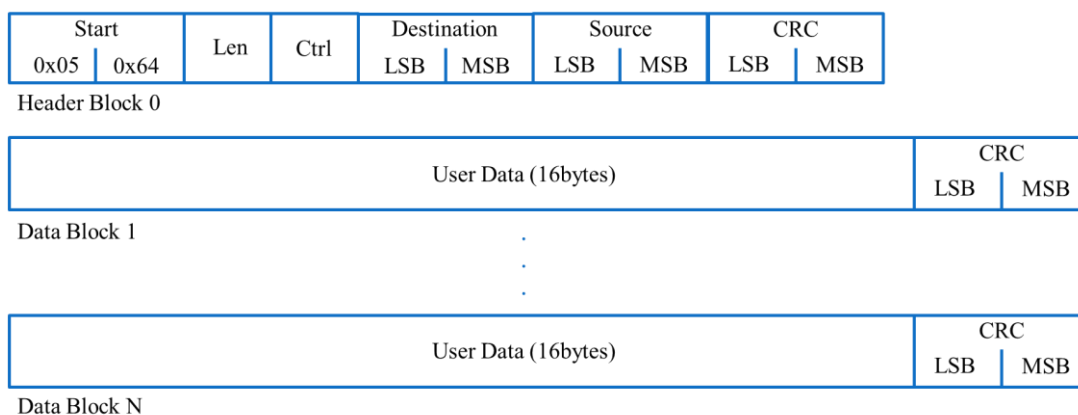 Start Len Ctrl Destination Source CRC
0x05 0x64 LSB MSB LSB MSB LSB MSB
Header Block 0
User Data (16bytes) CRC
LSB MSB
Data Block 1
.
.
.
User Data (16bytes) CRC
LSB MSB
Data Block N